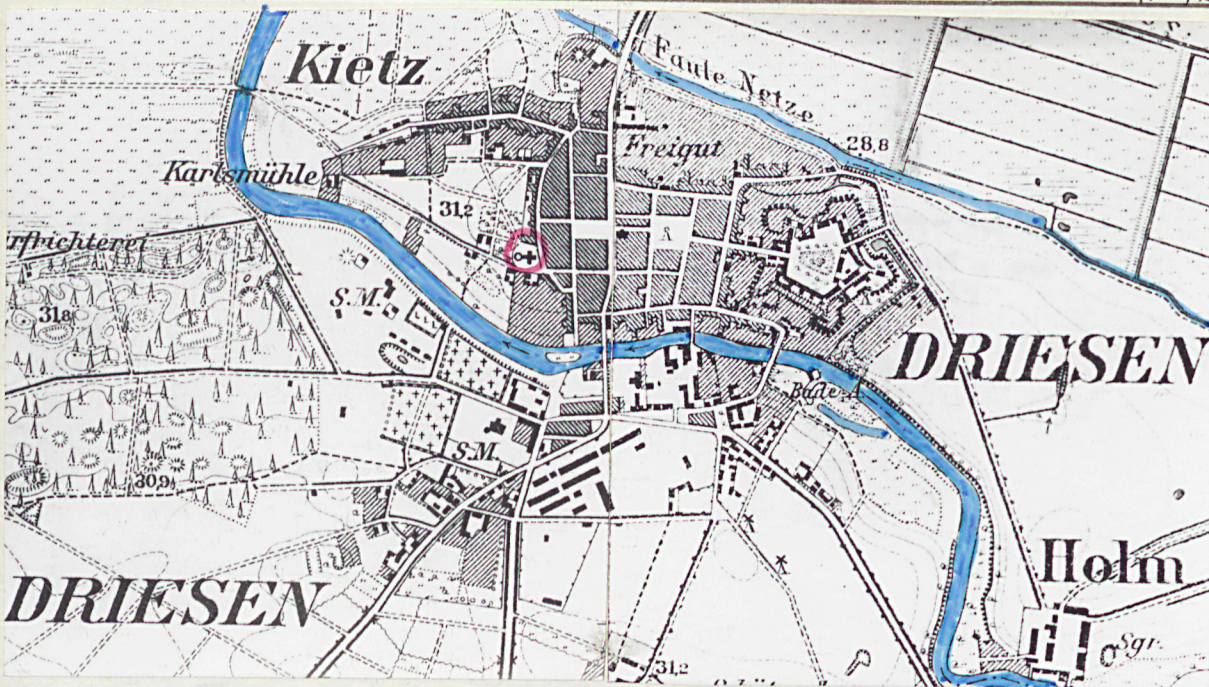 Kietz
Faule Netze
Freigut
28,8
Karlsmühle
31,2
rfrichterei
S.M.
31,8
DRIESEN
Bade-A.
S.M.
30,9
DRIESEN
Holm
Sgr.
31,2